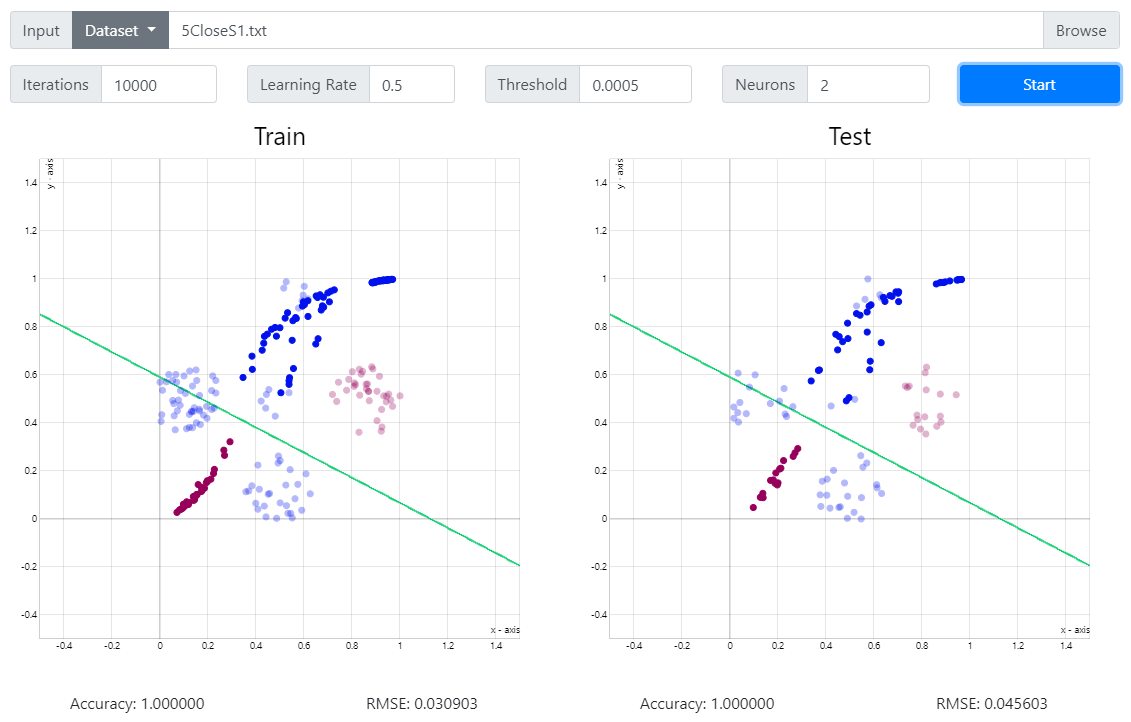 Input Dataset 5CloseS1.txt Browse
Iterations 10000 Learning Rate 0.5 Threshold 0.0005 Neurons 2 Start
Train
y - axis
1.4
1.2
1
0.8
0.6
0.4
0.2
0
-0.2
-0.4
x - axis
-0.4 -0.2 0 0.2 0.4 0.6 0.8 1 1.2 1.4
Accuracy: 1.000000 RMSE: 0.030903
Test
y - axis
1.4
1.2
1
0.8
0.6
0.4
0.2
0
-0.2
-0.4
x - axis
-0.4 -0.2 0 0.2 0.4 0.6 0.8 1 1.2 1.4
Accuracy: 1.000000 RMSE: 0.045603